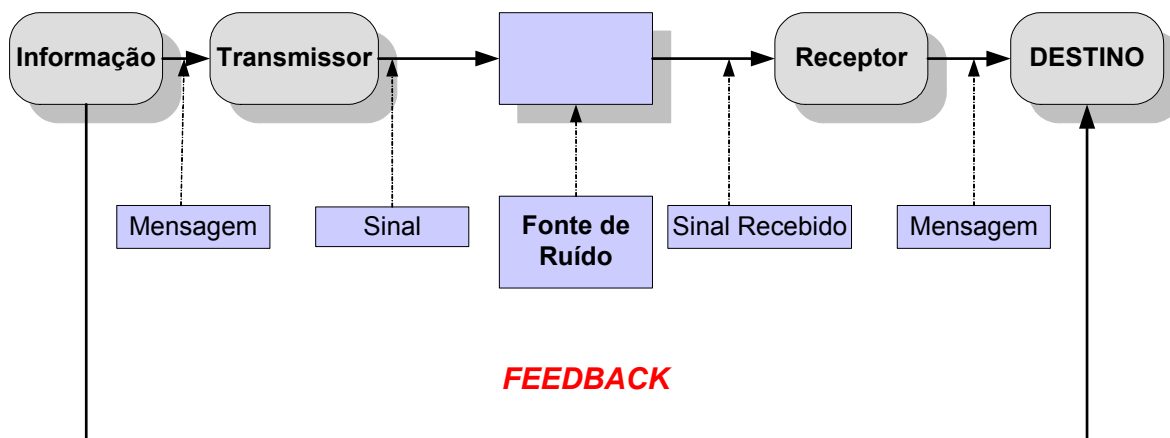 Informação
Transmissor
Receptor
DESTINO
Mensagem
Sinal
Fonte de
Ruído
Sinal Recebido
Mensagem
FEEDBACK